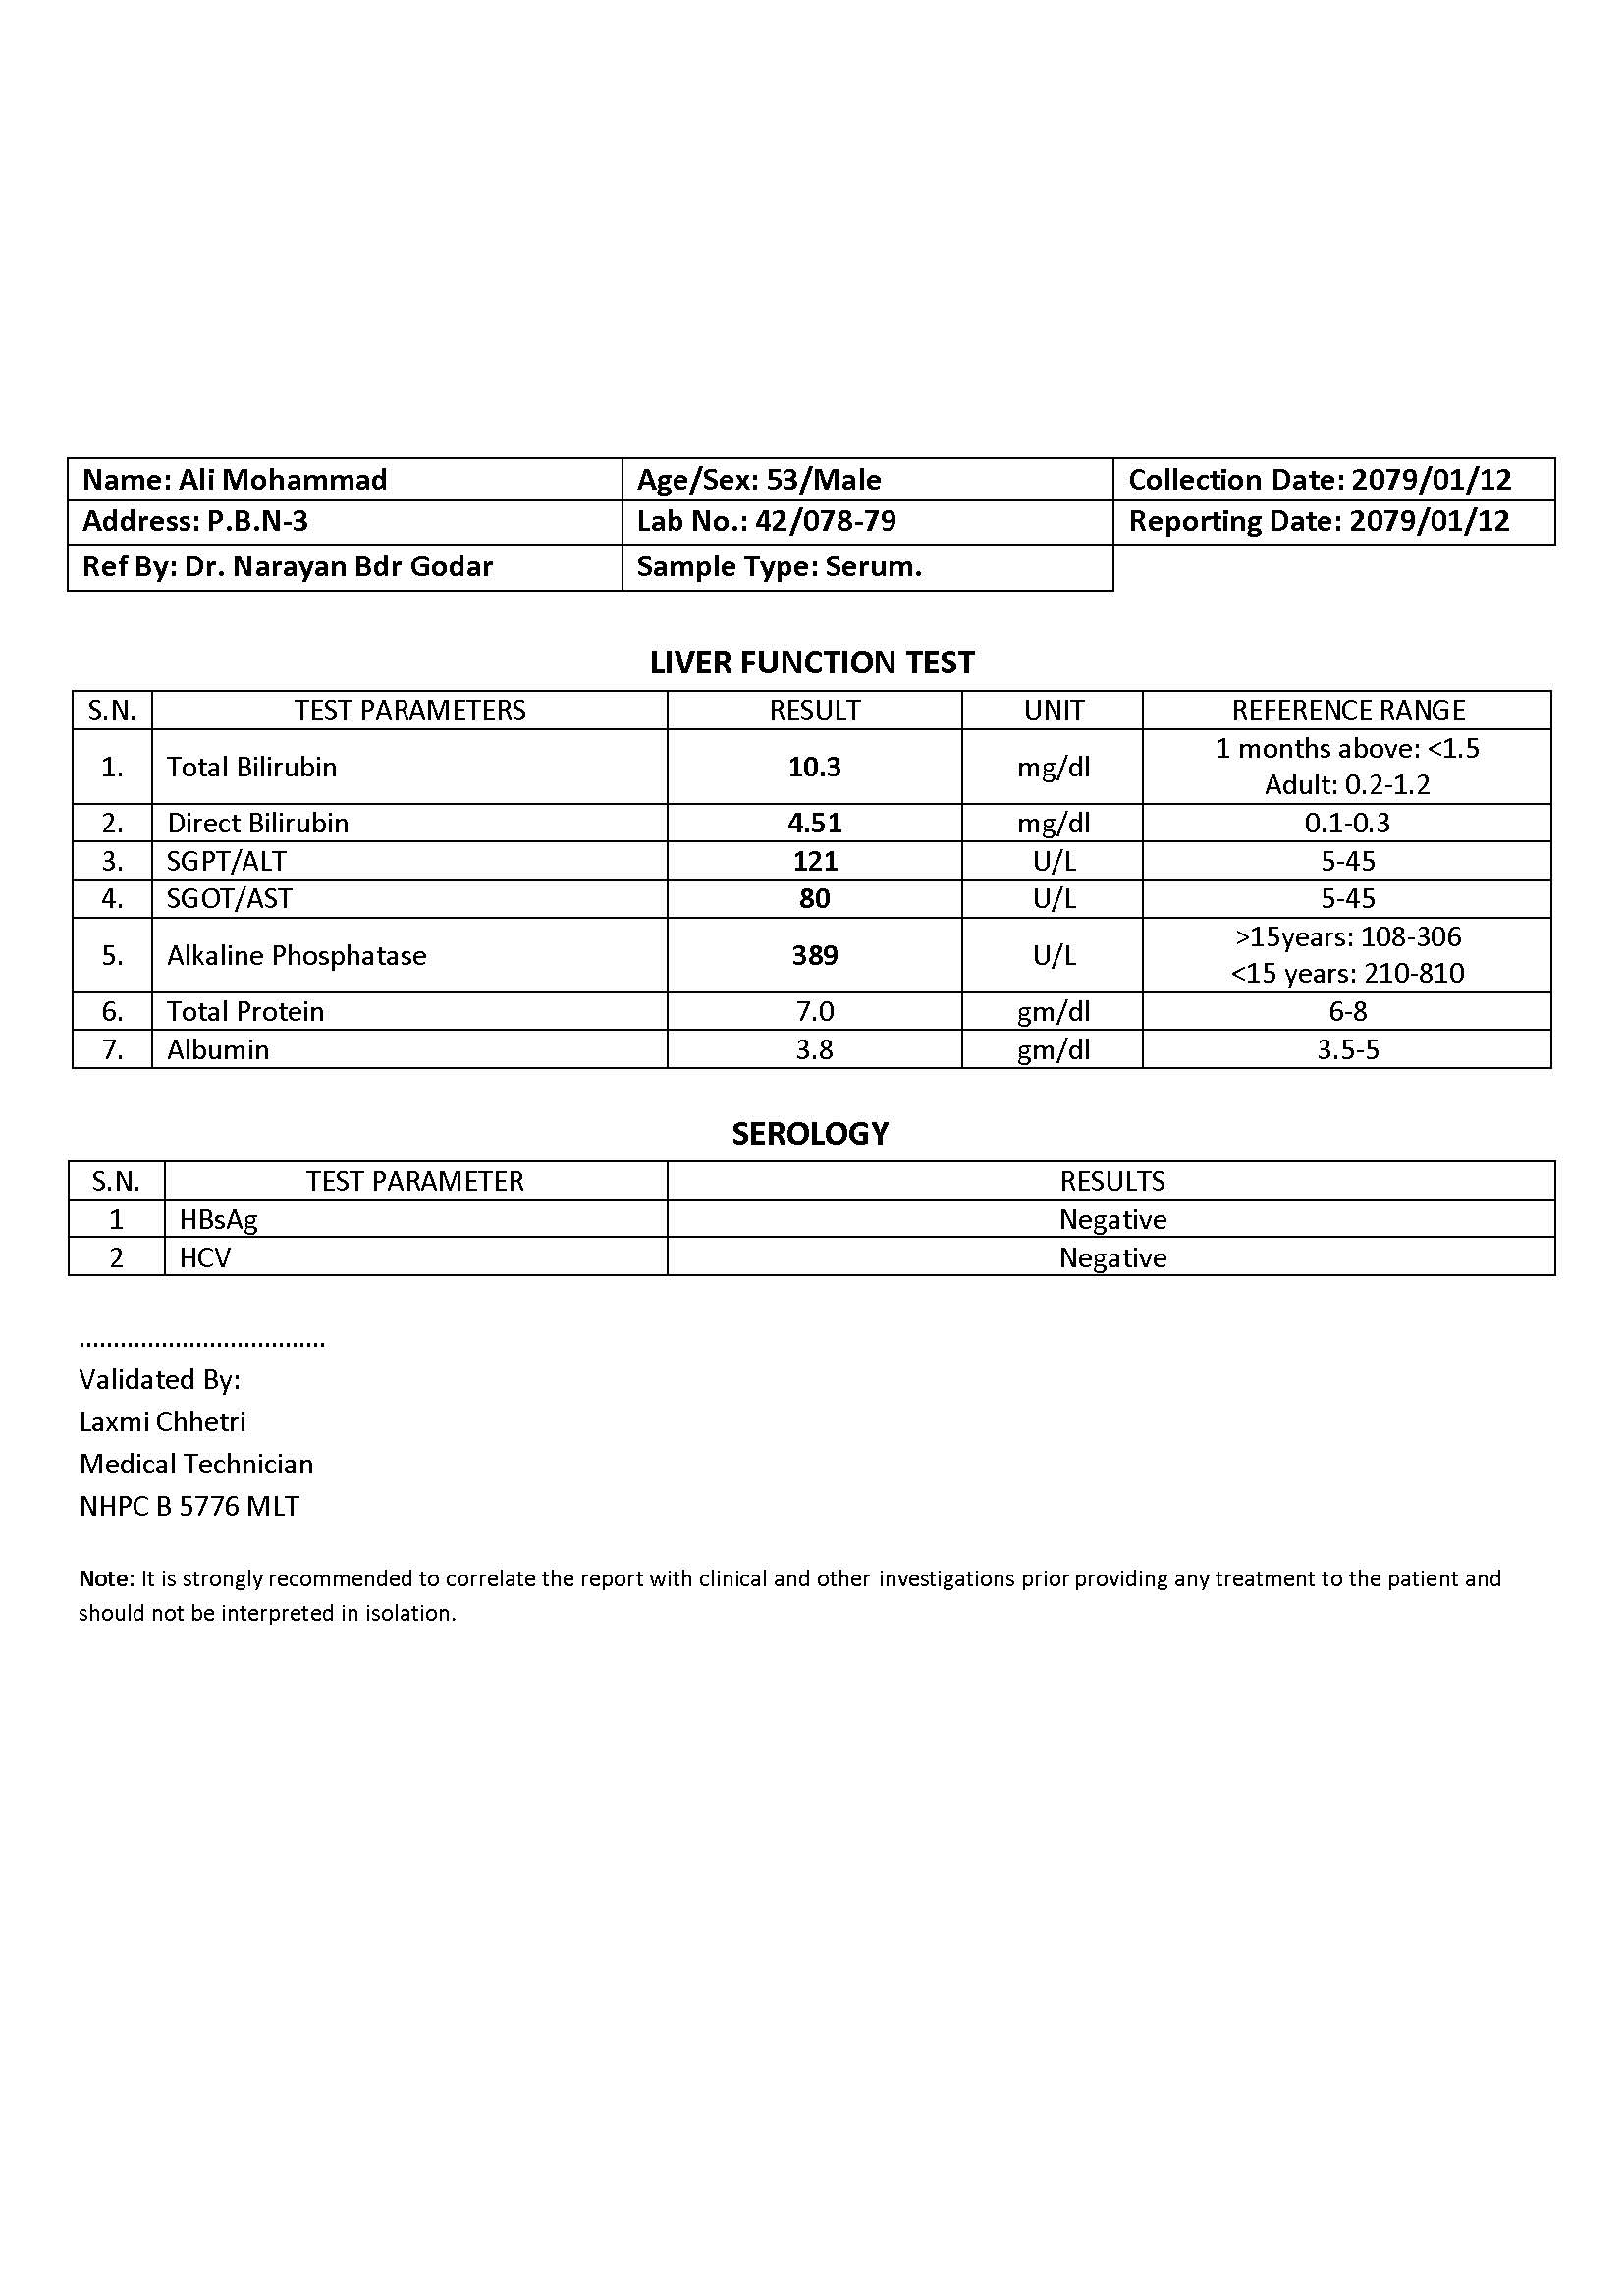 Name: Ali Mohammad Age/Sex: 53/Male Collection Date: 2079/01/12
Address: P.B.N-3 Lab No.: 42/078-79 Reporting Date: 2079/01/12
Ref By: Dr. Narayan Bdr Godar Sample Type: Serum.
LIVER FUNCTION TEST
S.N. TEST PARAMETERS RESULT UNIT REFERENCE RANGE
1. Total Bilirubin 10.3 mg/dl 1 months above: <1.5
Adult: 0.2-1.2
2. Direct Bilirubin 4.51 mg/dl 0.1-0.3
3. SGPT/ALT 121 U/L 5-45
4. SGOT/AST 80 U/L 5-45
5. Alkaline Phosphatase 389 U/L >15years: 108-306
<15 years: 210-810
6. Total Protein 7.0 gm/dl 6-8
7. Albumin 3.8 gm/dl 3.5-5
SEROLOGY
S.N. TEST PARAMETER RESULTS
1 HBsAg Negative
2 HCV Negative
....................................
Validated By:
Laxmi Chhetri
Medical Technician
NHPC B 5776 MLT
Note: It is strongly recommended to correlate the report with clinical and other investigations prior providing any treatment to the patient and
should not be interpreted in isolation.